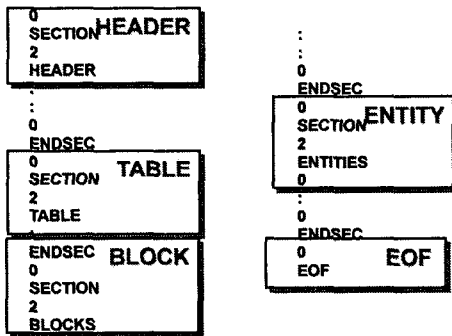 0
SECTION HEADER
2
HEADER
:
:
0
ENDSEC
0
SECTION TABLE
2
TABLE
.
ENDSEC BLOCK
0
SECTION
2
BLOCKS
:
:
0
ENDSEC
0
SECTION ENTITY
2
ENTITIES
0
:
0
ENDSEC
0
EOF EOF